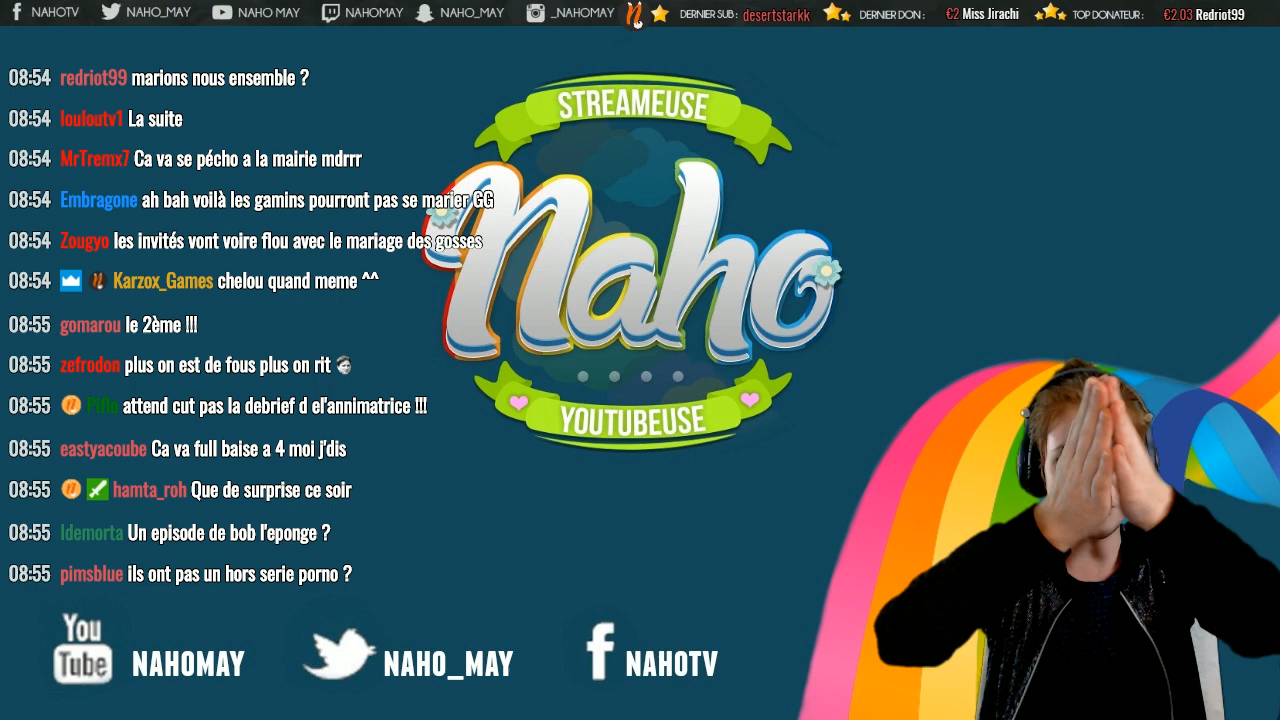 NAHOTV NAHO_MAY NAHO MAY NAHOMAY NAHO_MAY _NAHOMAY DERNIER SUB : desertstarkk DERNIER DON : €2 Miss Jirachi TOP DONATEUR : €2.03 Redriot99
STREAMEUSE
Naho
YOUTUBEUSE
08:54 redriot99 marions nous ensemble ?
08:54 louloutv1 La suite
08:54 MrTremx7 Ca va se pécho a la mairie mdrrr
08:54 Embragone ah bah voilà les gamins pourront pas se marier GG
08:54 Zougyo les invités vont voire flou avec le mariage des gosses
08:54 Karzox_Games chelou quand meme ^^
08:55 gomarou le 2ème !!!
08:55 zefrodon plus on est de fous plus on rit
08:55 Piflo attend cut pas la debrief d el'annimatrice !!!
08:55 eastyacoube Ca va full baise a 4 moi j'dis
08:55 hamta_roh Que de surprise ce soir
08:55 ldemorta Un episode de bob l'eponge ?
08:55 pimsblue ils ont pas un hors serie porno ?
You
Tube NAHOMAY NAHO_MAY NAHOTV